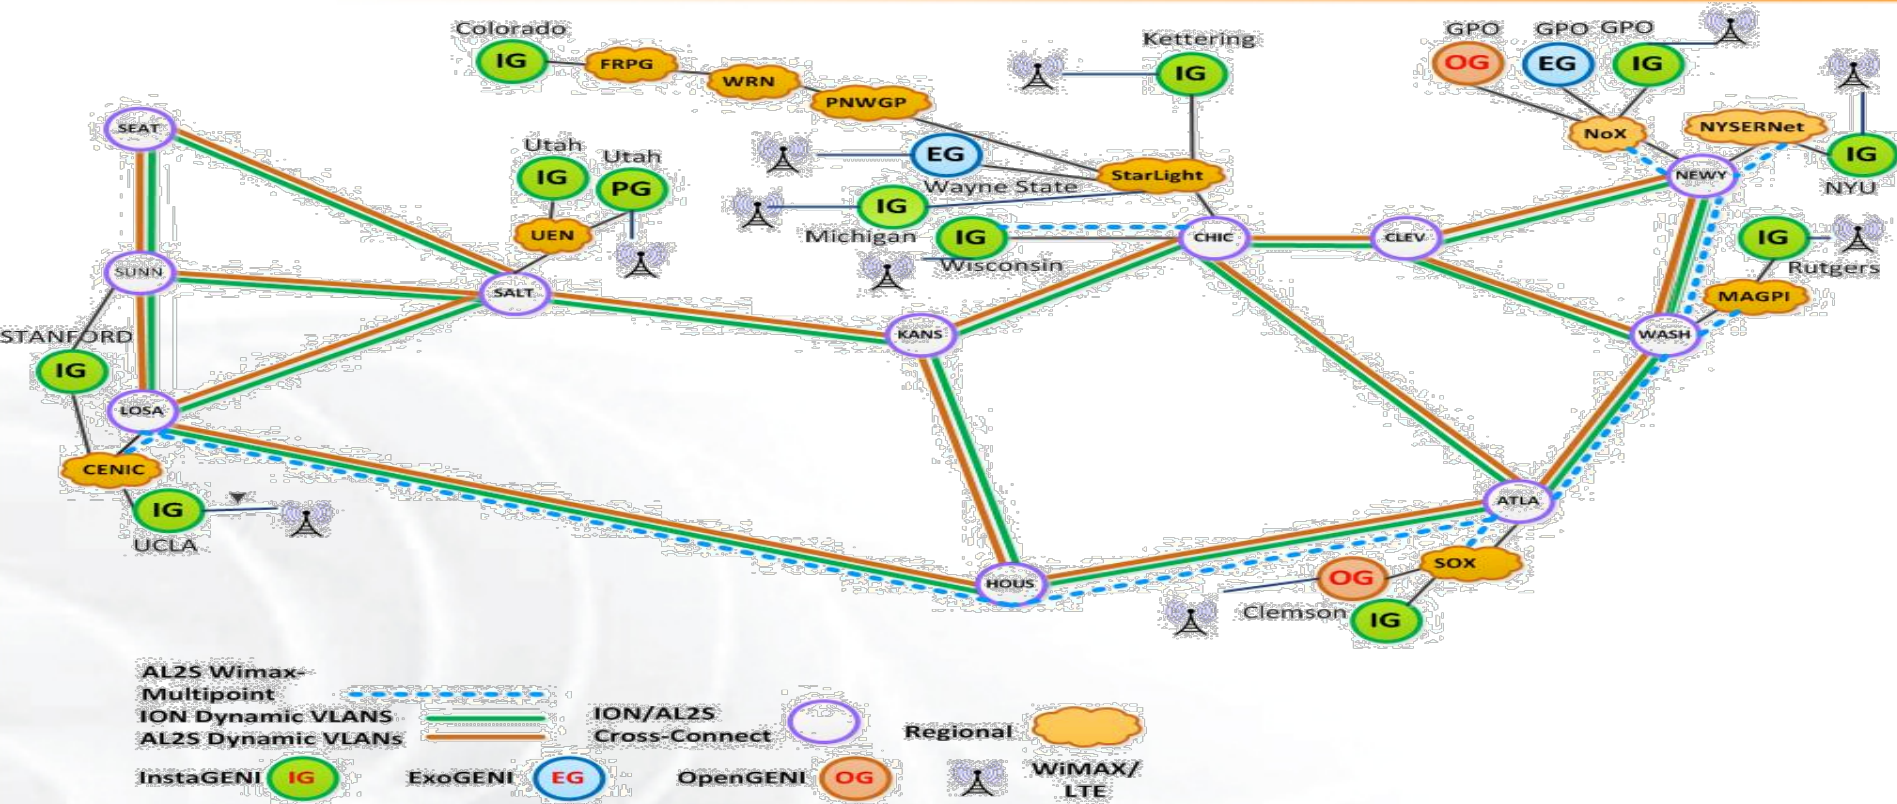 Colorado
IG
FRPG
WRN
PNWGP
Kettering
IG
GPO
GPO
GPO
OG
EG
IG
NoX
NYSERNet
IG
NYU
SEAT
Utah
IG
Utah
PG
UEN
EG
Wayne State
StarLight
IG
Michigan
IG
Wisconsin
CHIC
CLEV
NEWY
IG
Rutgers
MAGPI
SUNN
SALT
KANS
WASH
STANFORD
IG
LOSA
CENIC
IG
UCLA
HOUS
ATLA
SOX
OG
Clemson
IG
AL2S Wimax-
Multipoint
ION Dynamic VLANS
AL2S Dynamic VLANs
ION/AL2S
Cross-Connect
Regional
InstaGENI
IG
ExoGENI
EG
OpenGENI
OG
WiMAX/
LTE